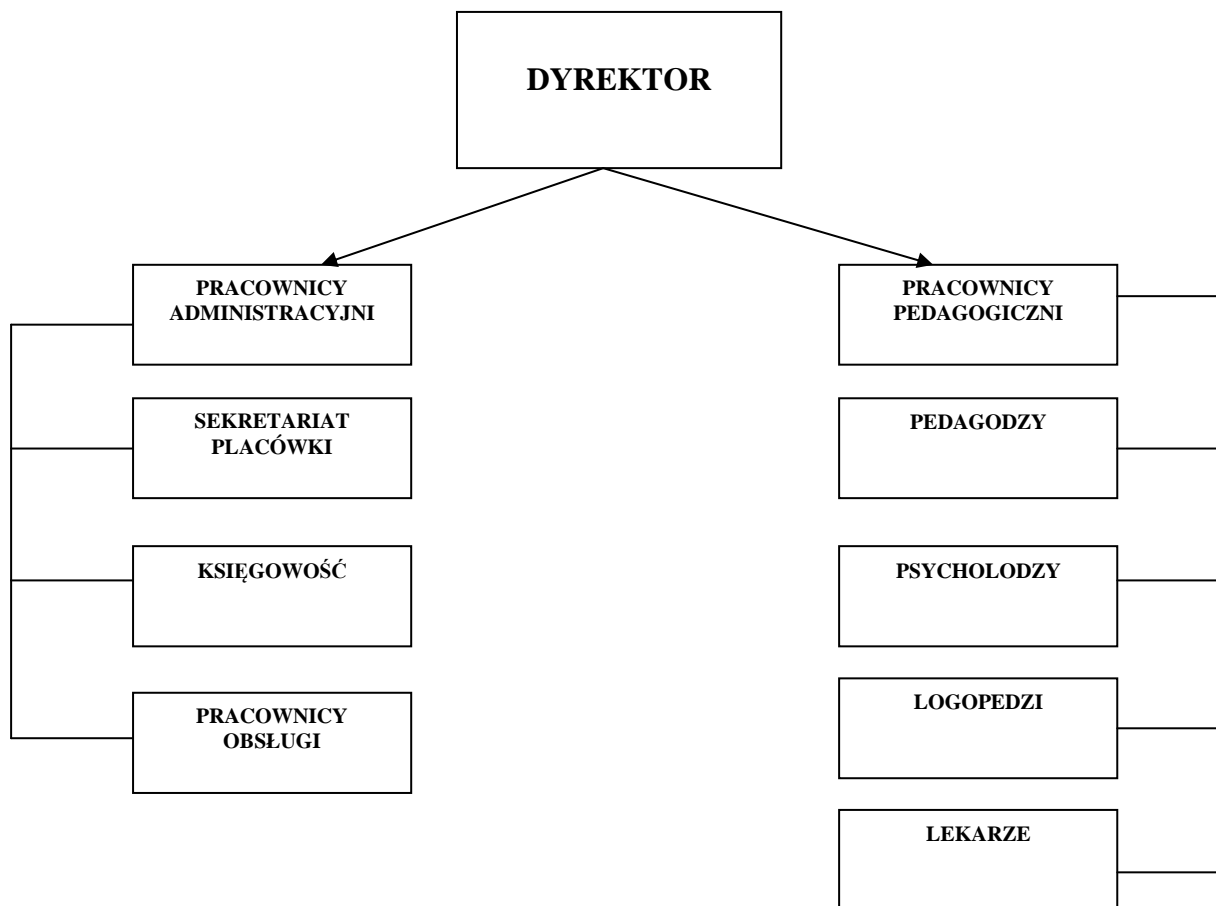 DYREKTOR
PRACOWNICY
ADMINISTRACYJNI
SEKRETARIAT
PLACÓWKI
KSIĘGOWOŚĆ
PRACOWNICY
OBSŁUGI
PRACOWNICY
PEDAGOGICZNI
PEDAGODZY
PSYCHOLODZY
LOGOPEDZI
LEKARZE